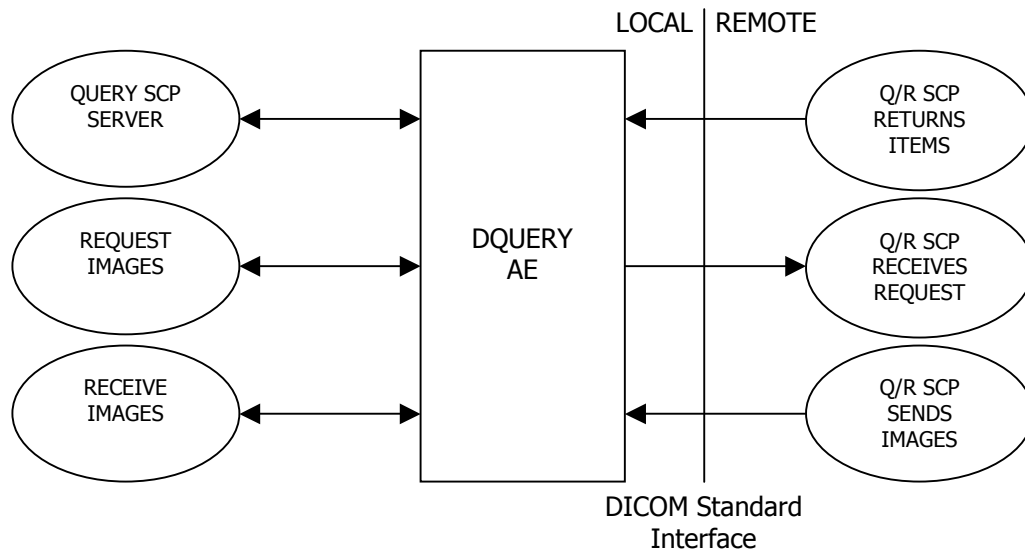 LOCAL REMOTE
QUERY SCP
SERVER
Q/R SCP
RETURNS
ITEMS
REQUEST
IMAGES
DQUERY
AE
Q/R SCP
RECEIVES
REQUEST
RECEIVE
IMAGES
Q/R SCP
SENDS
IMAGES
DICOM Standard
Interface